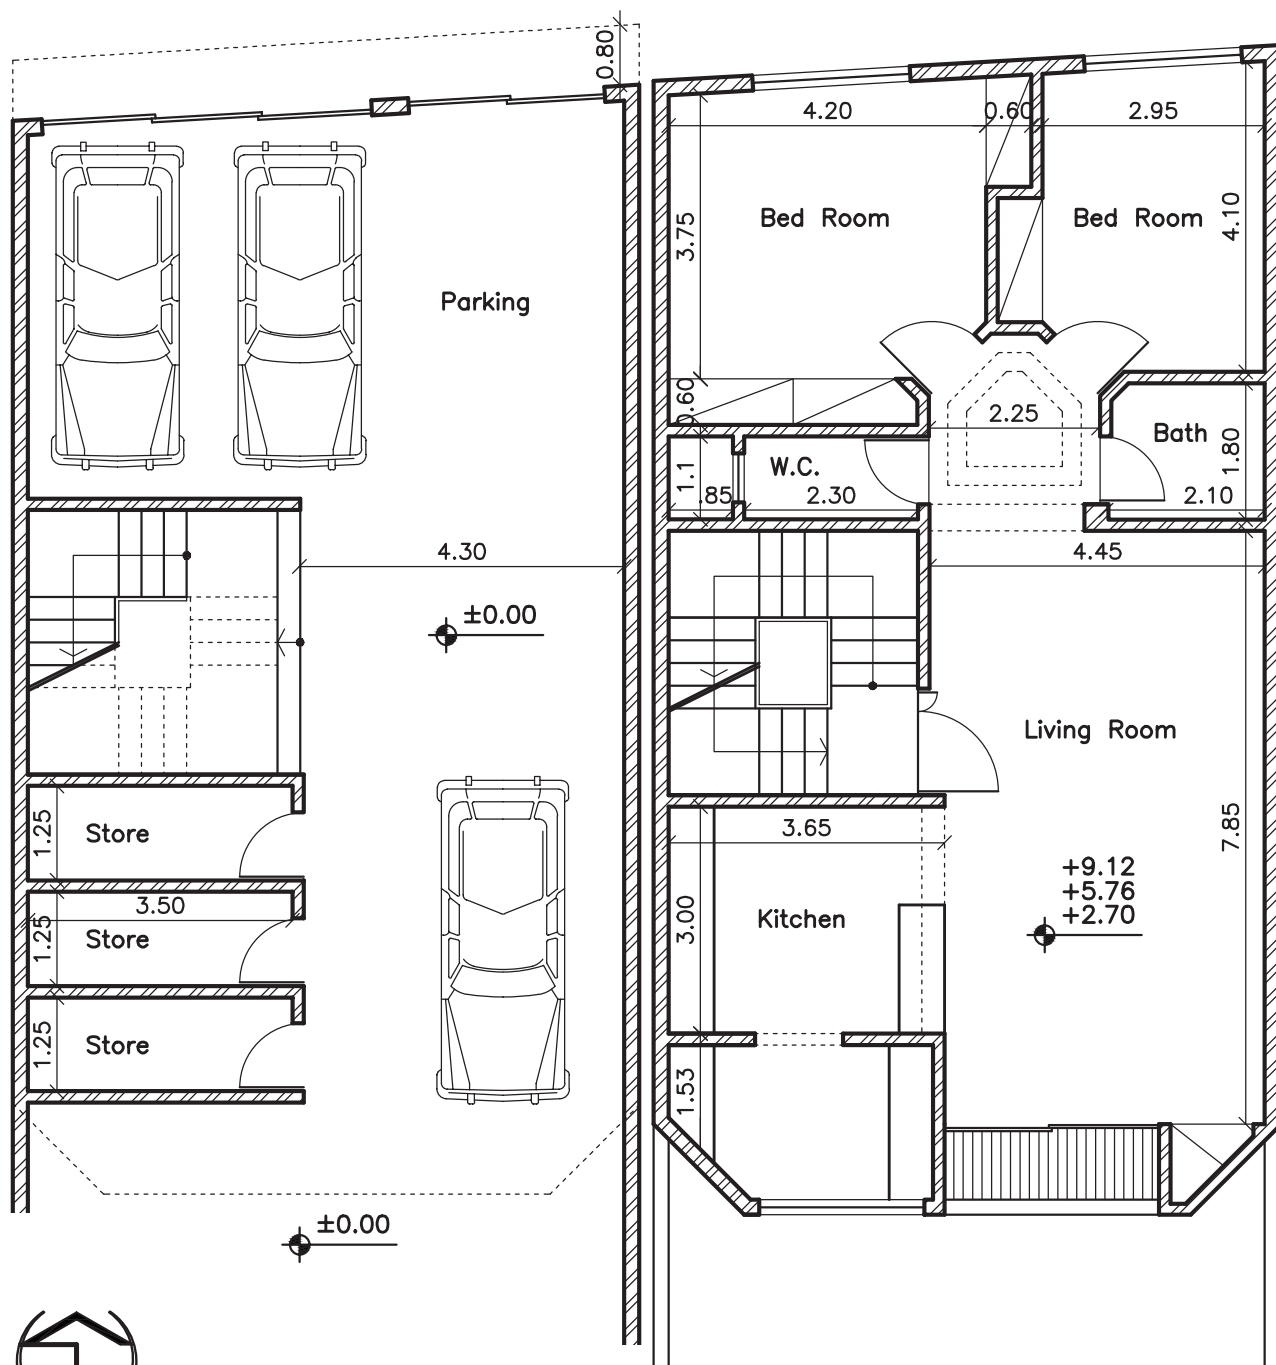 0.80
4.20
0.60
2.95
Bed Room
Bed Room
3.75
4.10
Parking
0.60
2.25
Bath
1.80
W.C.
1.1
.85
2.30
2.10
4.30
4.45
±0.00
Living Room
Store
1.25
3.65
7.85
+9.12
+5.76
+2.70
3.50
1.25
Store
3.00
Kitchen
Store
1.25
1.53
±0.00